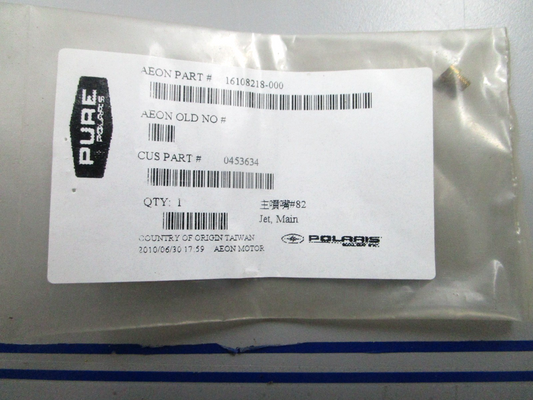 PURE
POLARIS
AEON PART # 16108218-000
AEON OLD NO #
CUS PART # 0453634
QTY: 1 主噴嘴#82
Jet, Main
COUNTRY OF ORIGIN TAIWAN
2010/06/30 17:59 AEON MOTOR
POLARIS